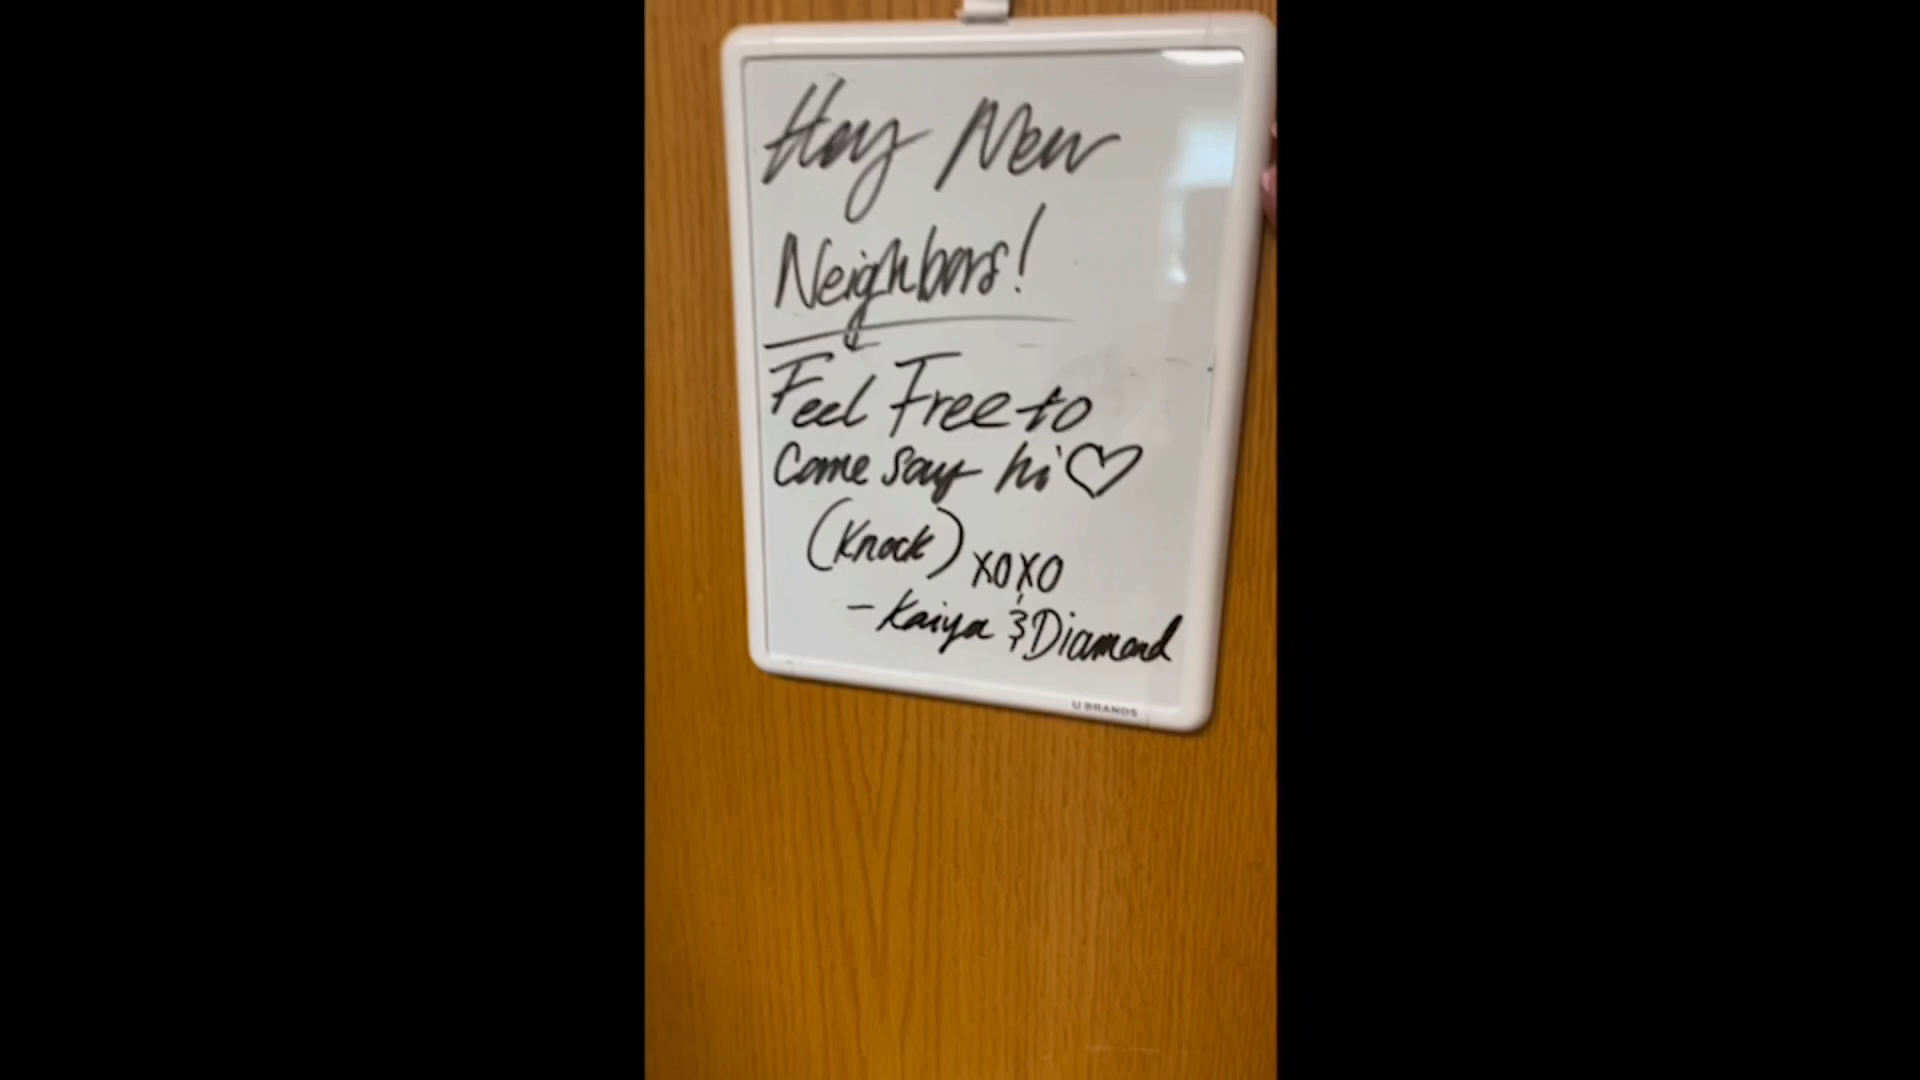 Hey New
Neighbors!
Feel Free to
Come say hi ♡
(Knock) XOXO
- Kaiya & Diamond
U BRANDS